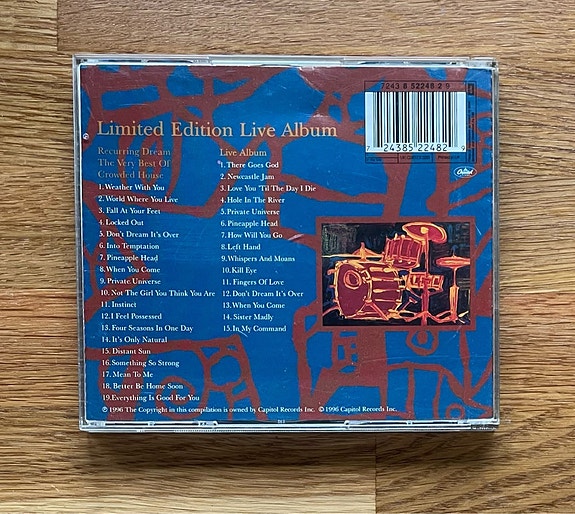 7243 8 52248 2 9
7 24385 22482 9
Limited Edition Live Album
Capitol
Recurring Dream
The Very Best Of
Crowded House
1. Weather With You
2. World Where You Live
3. Fall At Your Feet
4. Locked Out
5. Don't Dream It's Over
6. Into Temptation
7. Pineapple Head
8. When You Come
9. Private Universe
10. Not The Girl You Think You Are
11. Instinct
12. I Feel Possessed
13. Four Seasons In One Day
14. It's Only Natural
15. Distant Sun
16. Something So Strong
17. Mean To Me
18. Better Be Home Soon
19. Everything Is Good For You
Live Album
1. There Goes God
2. Newcastle Jam
3. Love You 'Til The Day I Die
4. Hole In The River
5. Private Universe
6. Pineapple Head
7. How Will You Go
8. Left Hand
9. Whispers And Moans
10. Kill Eye
11. Fingers Of Love
12. Don't Dream It's Over
13. When You Come
14. Sister Madly
15. In My Command
℗ 1996 The Copyright in this compilation is owned by Capitol Records Inc. © 1996 Capitol Records Inc.